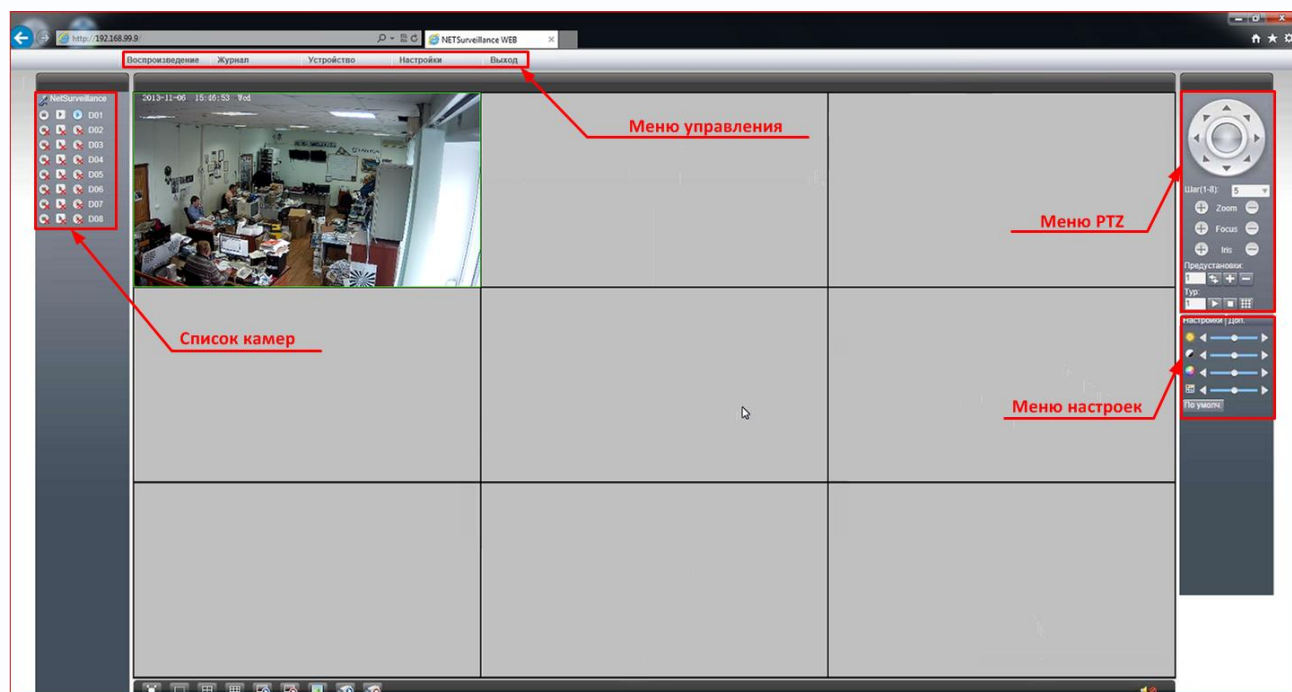 http://192.168.99.9/
NETSurveillance WEB
Воспроизведение Журнал Устройство Настройки Выход
NetSurveillance
D01
D02
D03
D04
D05
D06
D07
D08
2013-11-06 15:46:53 Wed
Меню управления
Меню PTZ
Список камер
Меню настроек
Шаг(1-8): 5
Zoom
Focus
Iris
Предустановки:
1
Тур:
1
Настройки Доп.
По умолч.